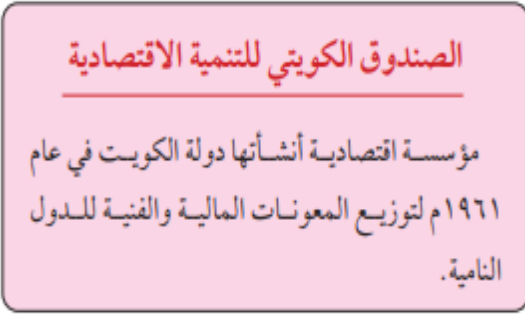 الصندوق الكويتي للتنمية الاقتصادية
مؤسسة اقتصادية أنشأتها دولة الكويت في عام
١٩٦١م لتوزيع المعونات المالية والفنية للدول
النامية.